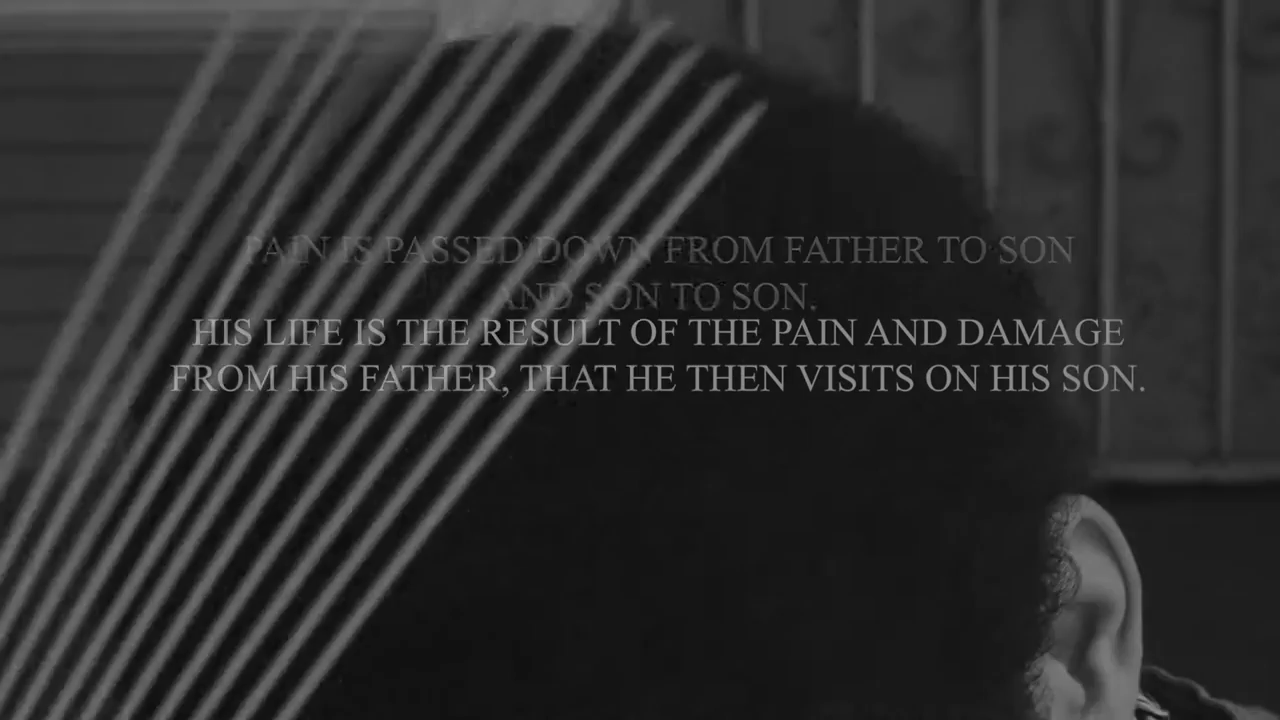 PAIN IS PASSED DOWN FROM FATHER TO SON
AND SON TO SON.
HIS LIFE IS THE RESULT OF THE PAIN AND DAMAGE
FROM HIS FATHER, THAT HE THEN VISITS ON HIS SON.